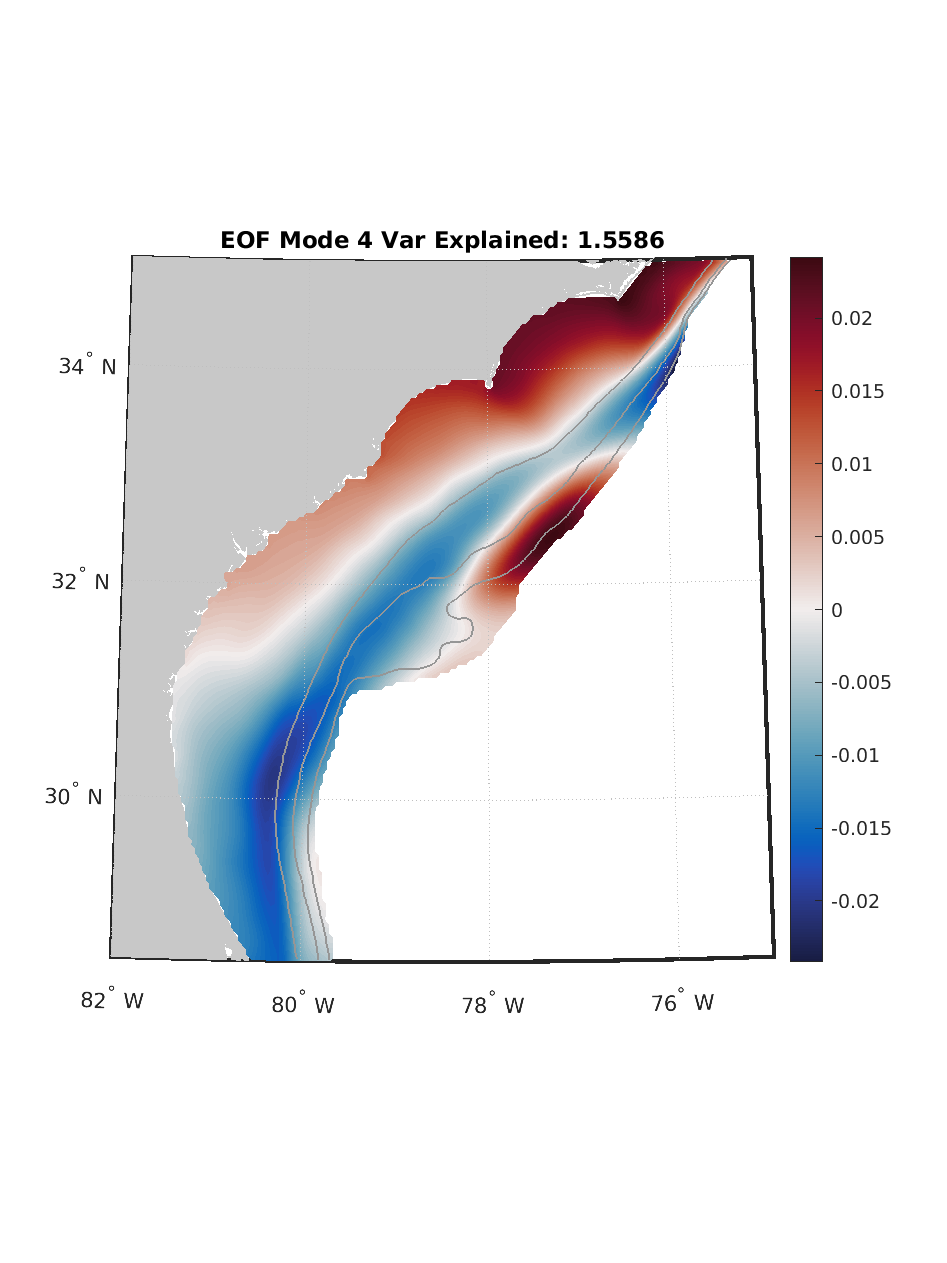 EOF Mode 4 Var Explained: 1.5586
34° N
32° N
30° N
82° W
80° W
78° W
76° W
0.02
0.015
0.01
0.005
0
-0.005
-0.01
-0.015
-0.02